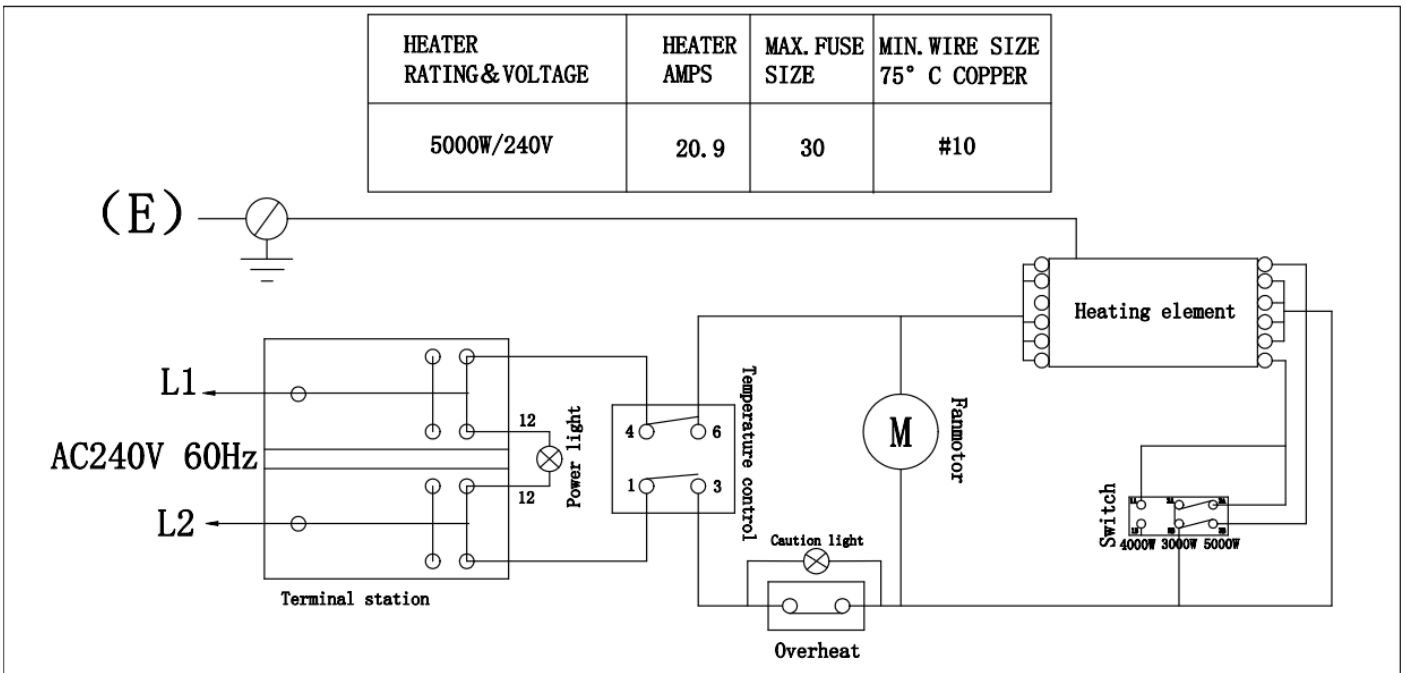 HEATER
RATING&VOLTAGE
HEATER
AMPS
MAX. FUSE
SIZE
MIN. WIRE SIZE
75° C COPPER
5000W/240V
20.9
30
#10
(E)
Heating element
L1
AC240V 60Hz
L2
12
12
Power light
Terminal station
4
6
1
3
Temperature control
M
Fanmotor
Caution light
Overheat
Switch
4000W 3000W 5000W